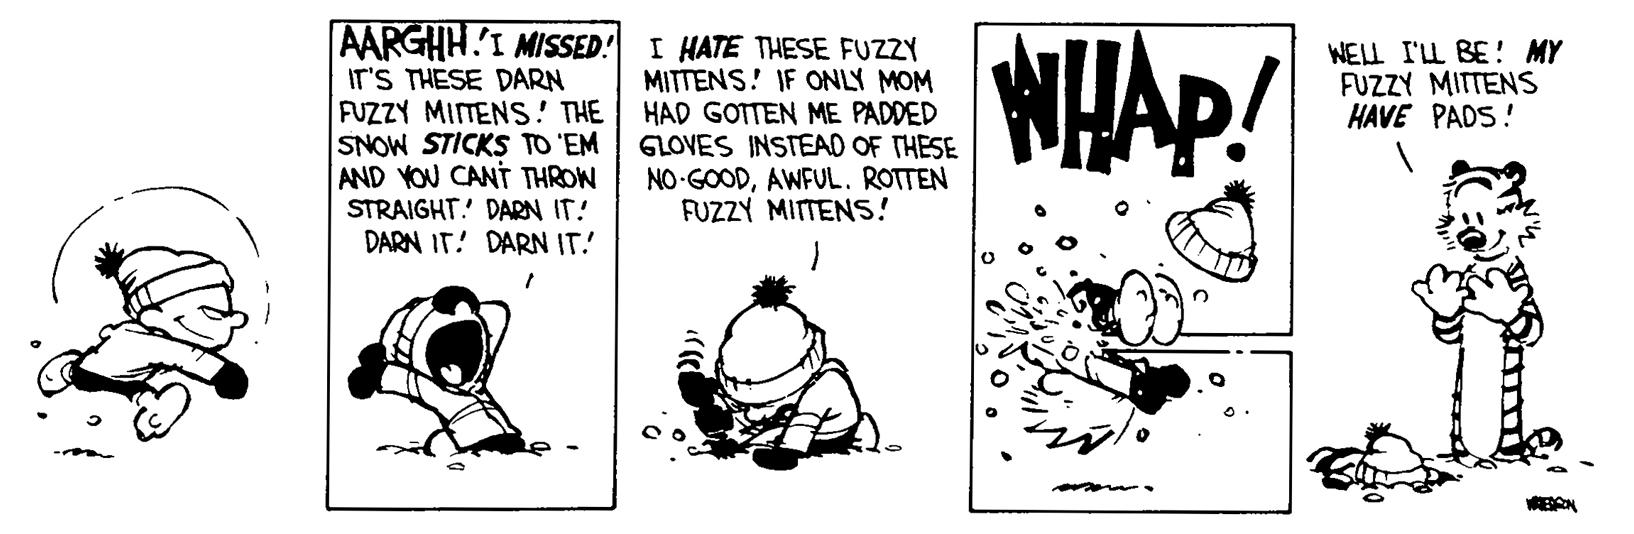 AARGHH! I MISSED!
IT'S THESE DARN
FUZZY MITTENS! THE
SNOW STICKS TO 'EM
AND YOU CAN'T THROW
STRAIGHT! DARN IT!
DARN IT! DARN IT!
I HATE THESE FUZZY
MITTENS! IF ONLY MOM
HAD GOTTEN ME PADDED
GLOVES INSTEAD OF THESE
NO-GOOD, AWFUL. ROTTEN
FUZZY MITTENS!
WHAP!
WELL I'LL BE! MY
FUZZY MITTENS
HAVE PADS!
WATTERSON